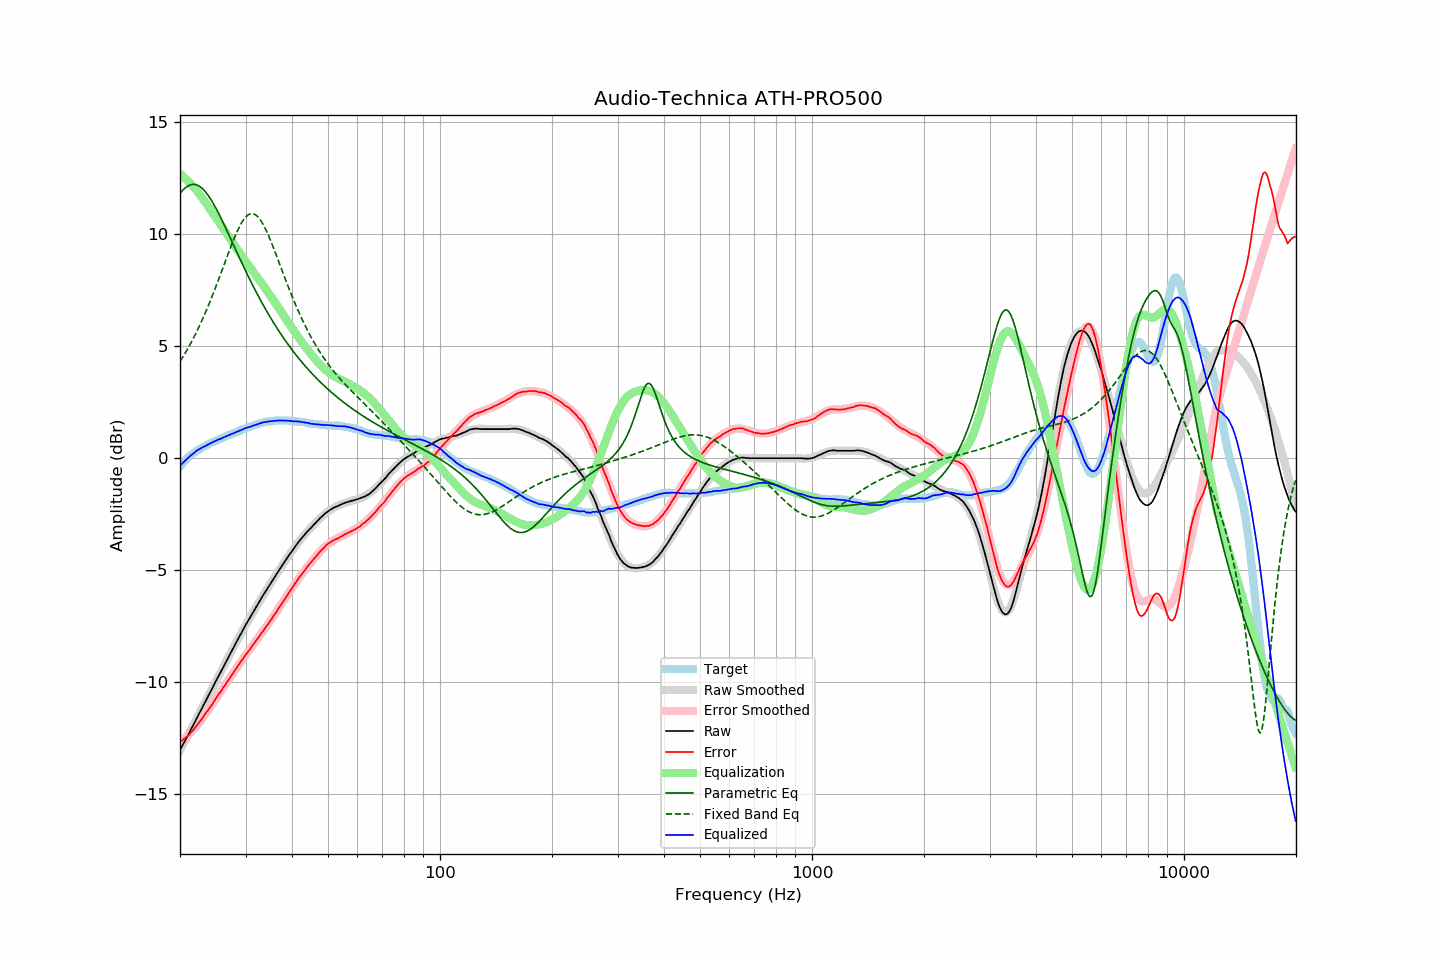 Audio-Technica ATH-PRO500
15
10
5
0
−5
−10
−15
Amplitude (dBr)
100
1000
10000
Frequency (Hz)
Target
Raw Smoothed
Error Smoothed
Raw
Error
Equalization
Parametric Eq
Fixed Band Eq
Equalized